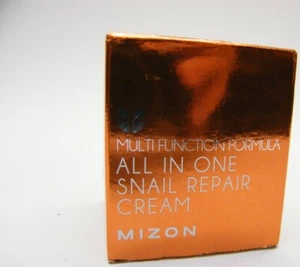 MULTI FUNCTION FORMULA
ALL IN ONE
SNAIL REPAIR
CREAM
MIZON